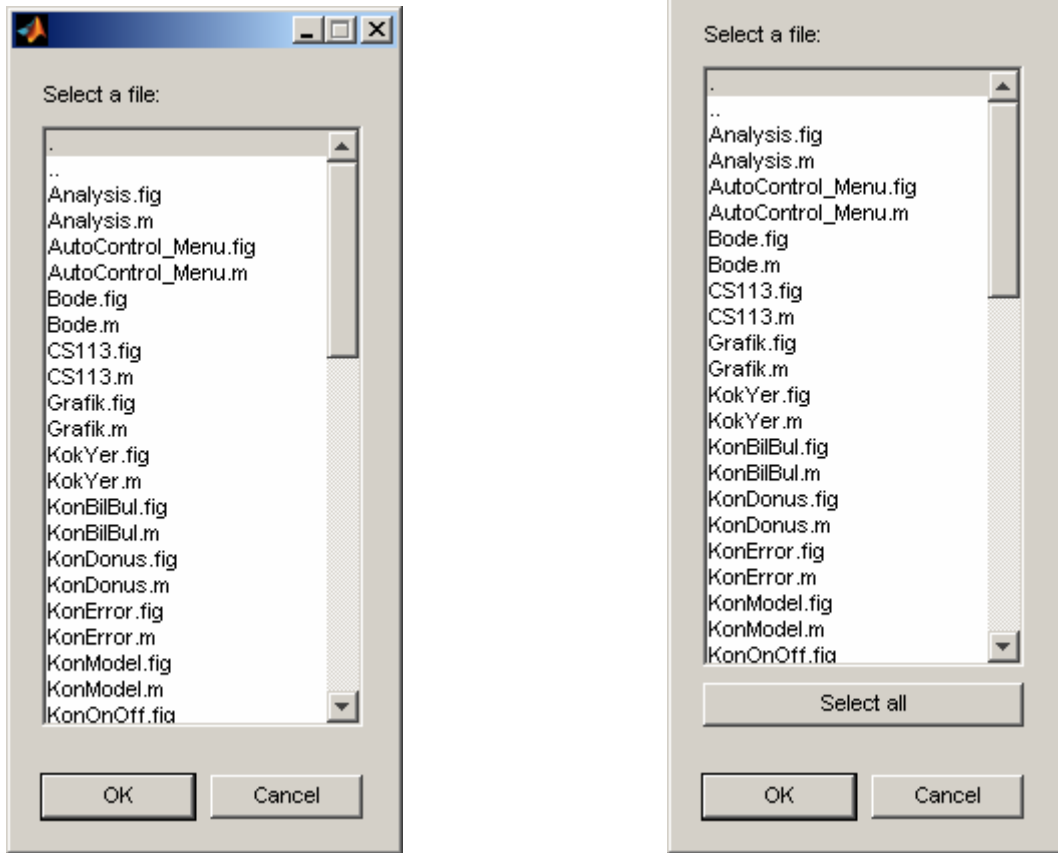 Select a file:
.
..
Analysis.fig
Analysis.m
AutoControl_Menu.fig
AutoControl_Menu.m
Bode.fig
Bode.m
CS113.fig
CS113.m
Grafik.fig
Grafik.m
KokYer.fig
KokYer.m
KonBilBul.fig
KonBilBul.m
KonDonus.fig
KonDonus.m
KonError.fig
KonError.m
KonModel.fig
KonModel.m
KonOnOff.fig
OK
Cancel
Select a file:
.
..
Analysis.fig
Analysis.m
AutoControl_Menu.fig
AutoControl_Menu.m
Bode.fig
Bode.m
CS113.fig
CS113.m
Grafik.fig
Grafik.m
KokYer.fig
KokYer.m
KonBilBul.fig
KonBilBul.m
KonDonus.fig
KonDonus.m
KonError.fig
KonError.m
KonModel.fig
KonModel.m
KonOnOff.fig
Select all
OK
Cancel